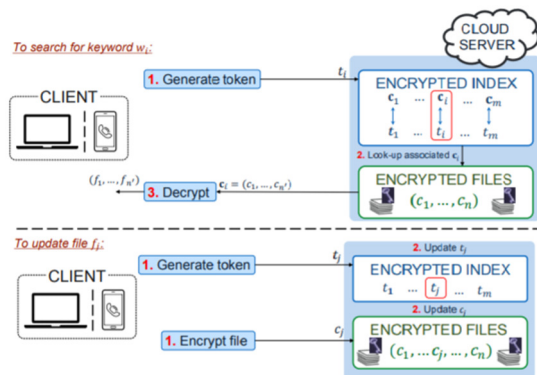 To search for keyword wᵢ:
CLOUD
SERVER
1. Generate token
tᵢ
ENCRYPTED INDEX
c₁ ... cᵢ ... cₘ
t₁ ... tᵢ ... tₘ
CLIENT
2. Look-up associated cᵢ
(f₁, ..., fₙ′)
3. Decrypt
cᵢ = (c₁, ..., cₙ′)
ENCRYPTED FILES
(c₁, ..., cₙ)
To update file fⱼ:
2. Update tⱼ
1. Generate token
tⱼ
ENCRYPTED INDEX
t₁ ... tⱼ ... tₘ
CLIENT
2. Update cⱼ
1. Encrypt file
cⱼ
ENCRYPTED FILES
(c₁, ... cⱼ, ..., cₙ)